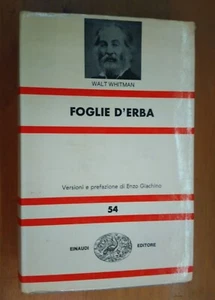 WALT WHITMAN
FOGLIE D'ERBA
Versioni e prefazione di Enzo Giachino
54
EINAUDI EDITORE